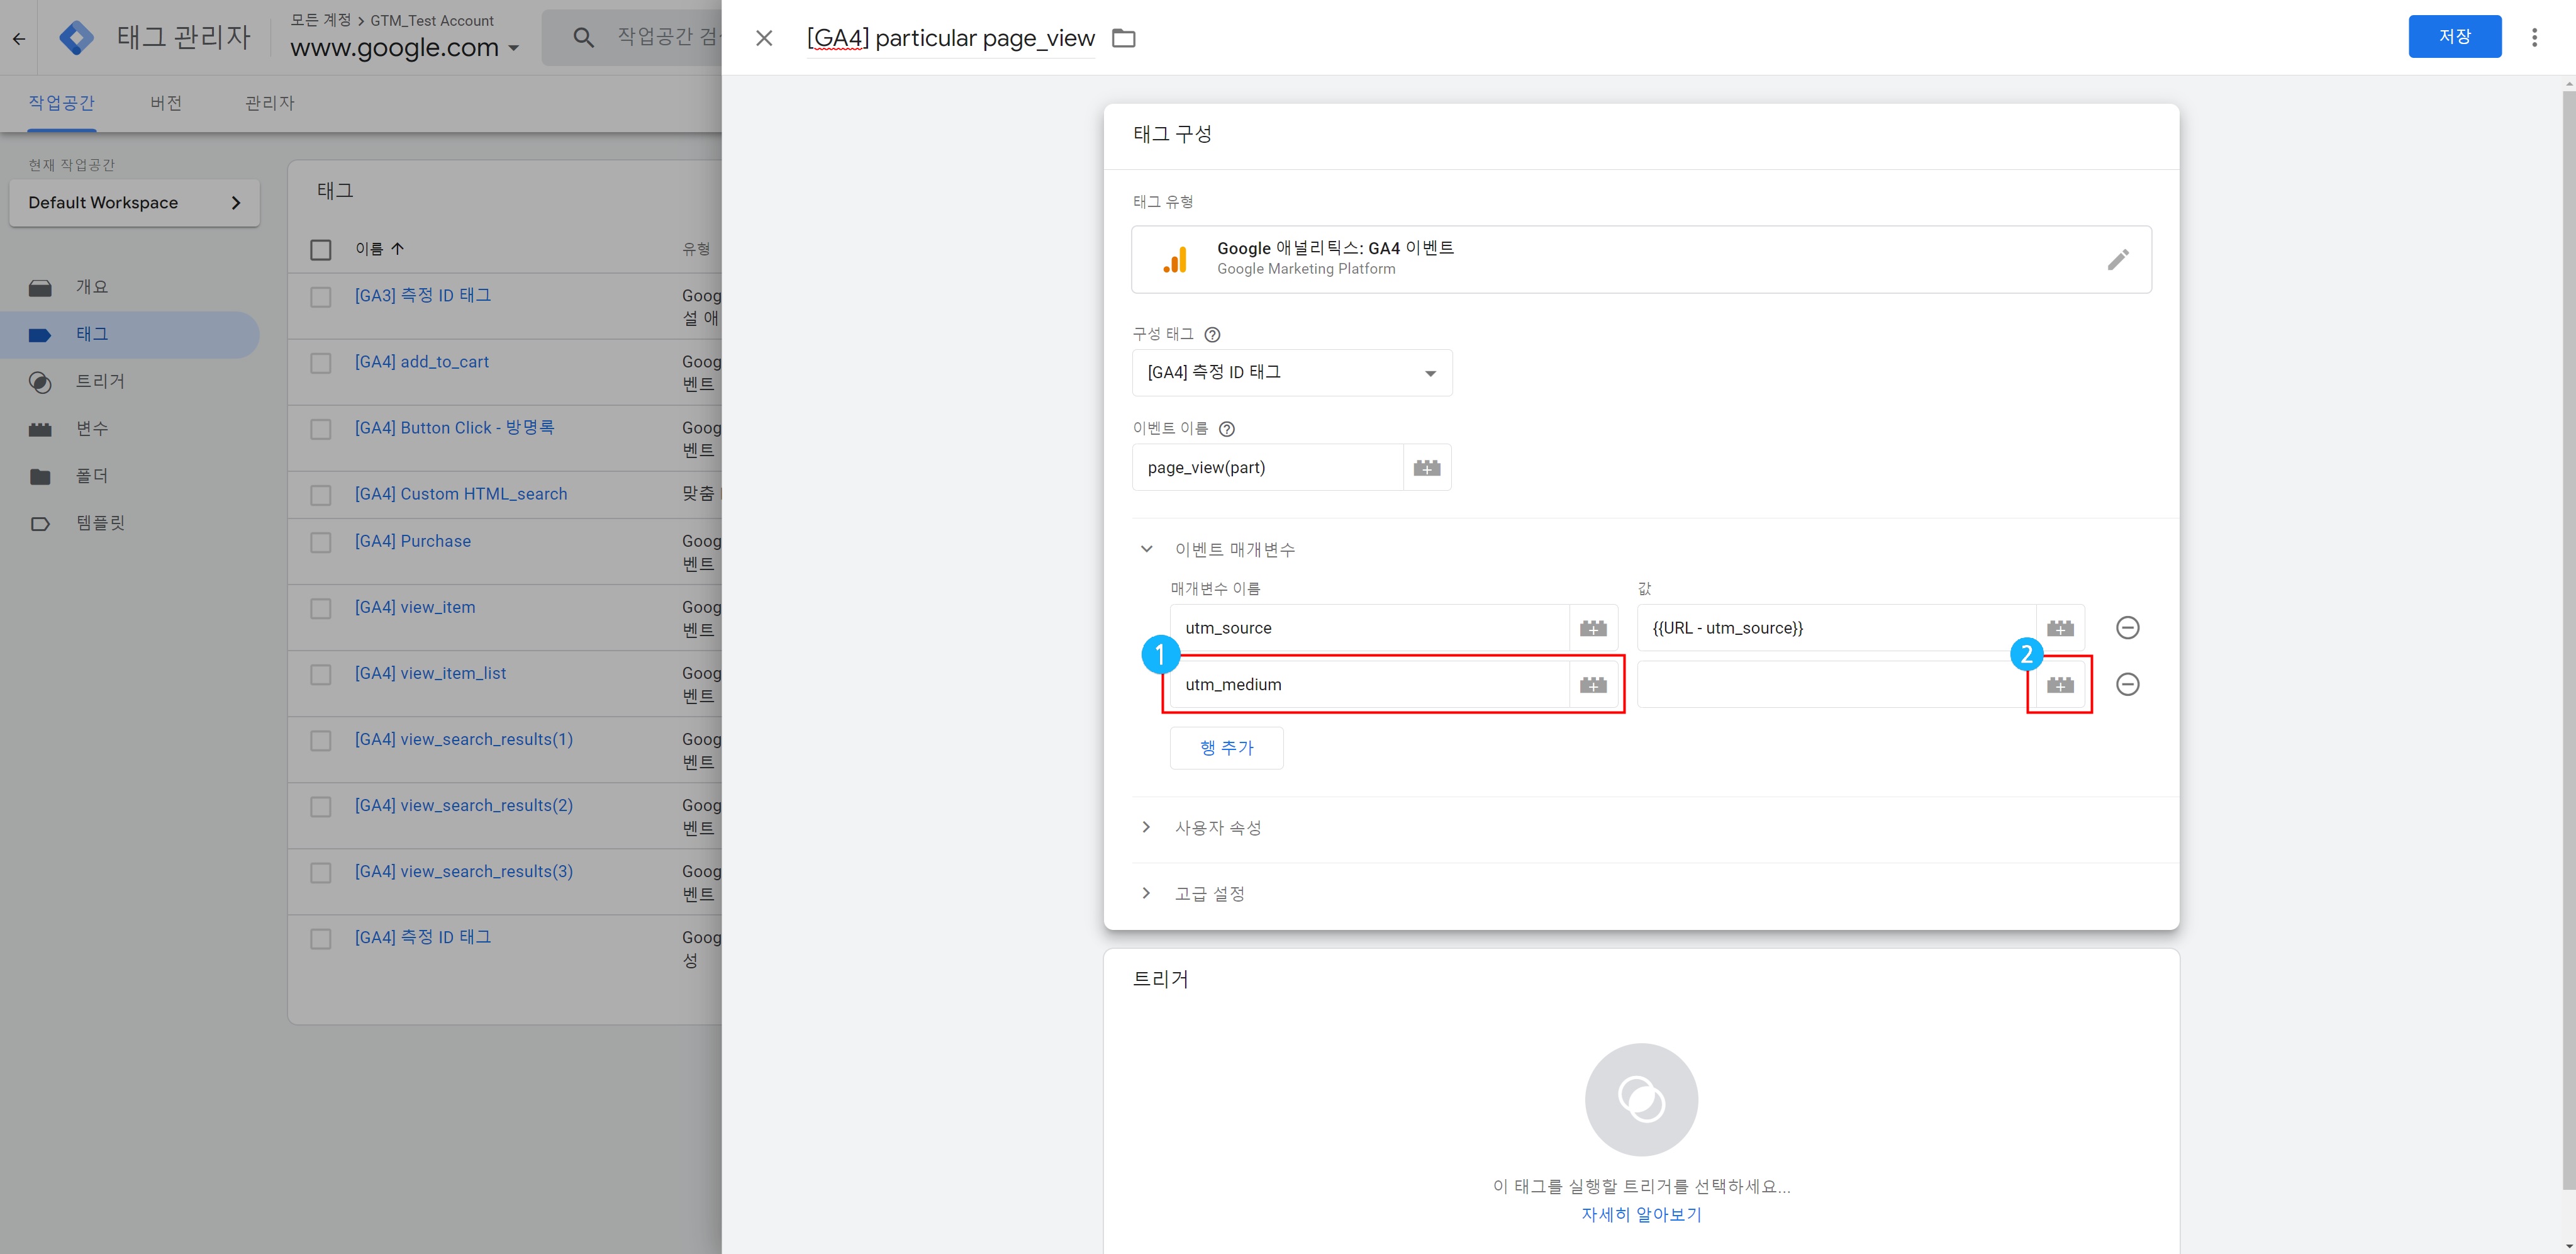 모든 계정 > GTM_Test Account
태그 관리자
www.google.com
작업공간 검색
[GA4] particular page_view
저장
작업공간
버전
관리자
현재 작업공간
Default Workspace
개요
태그
트리거
변수
폴더
템플릿
태그
이름
유형
[GA3] 측정 ID 태그
Goog
설 애
[GA4] add_to_cart
Goog
벤트
[GA4] Button Click - 방명록
Goog
벤트
[GA4] Custom HTML_search
맞춤
[GA4] Purchase
Goog
벤트
[GA4] view_item
Goog
벤트
[GA4] view_item_list
Goog
벤트
[GA4] view_search_results(1)
Goog
벤트
[GA4] view_search_results(2)
Goog
벤트
[GA4] view_search_results(3)
Goog
벤트
[GA4] 측정 ID 태그
Goog
성
태그 구성
태그 유형
Google 애널리틱스: GA4 이벤트
Google Marketing Platform
구성 태그
[GA4] 측정 ID 태그
이벤트 이름
page_view(part)
이벤트 매개변수
매개변수 이름
값
utm_source
{{URL - utm_source}}
1
2
utm_medium
행 추가
사용자 속성
고급 설정
트리거
이 태그를 실행할 트리거를 선택하세요...
자세히 알아보기